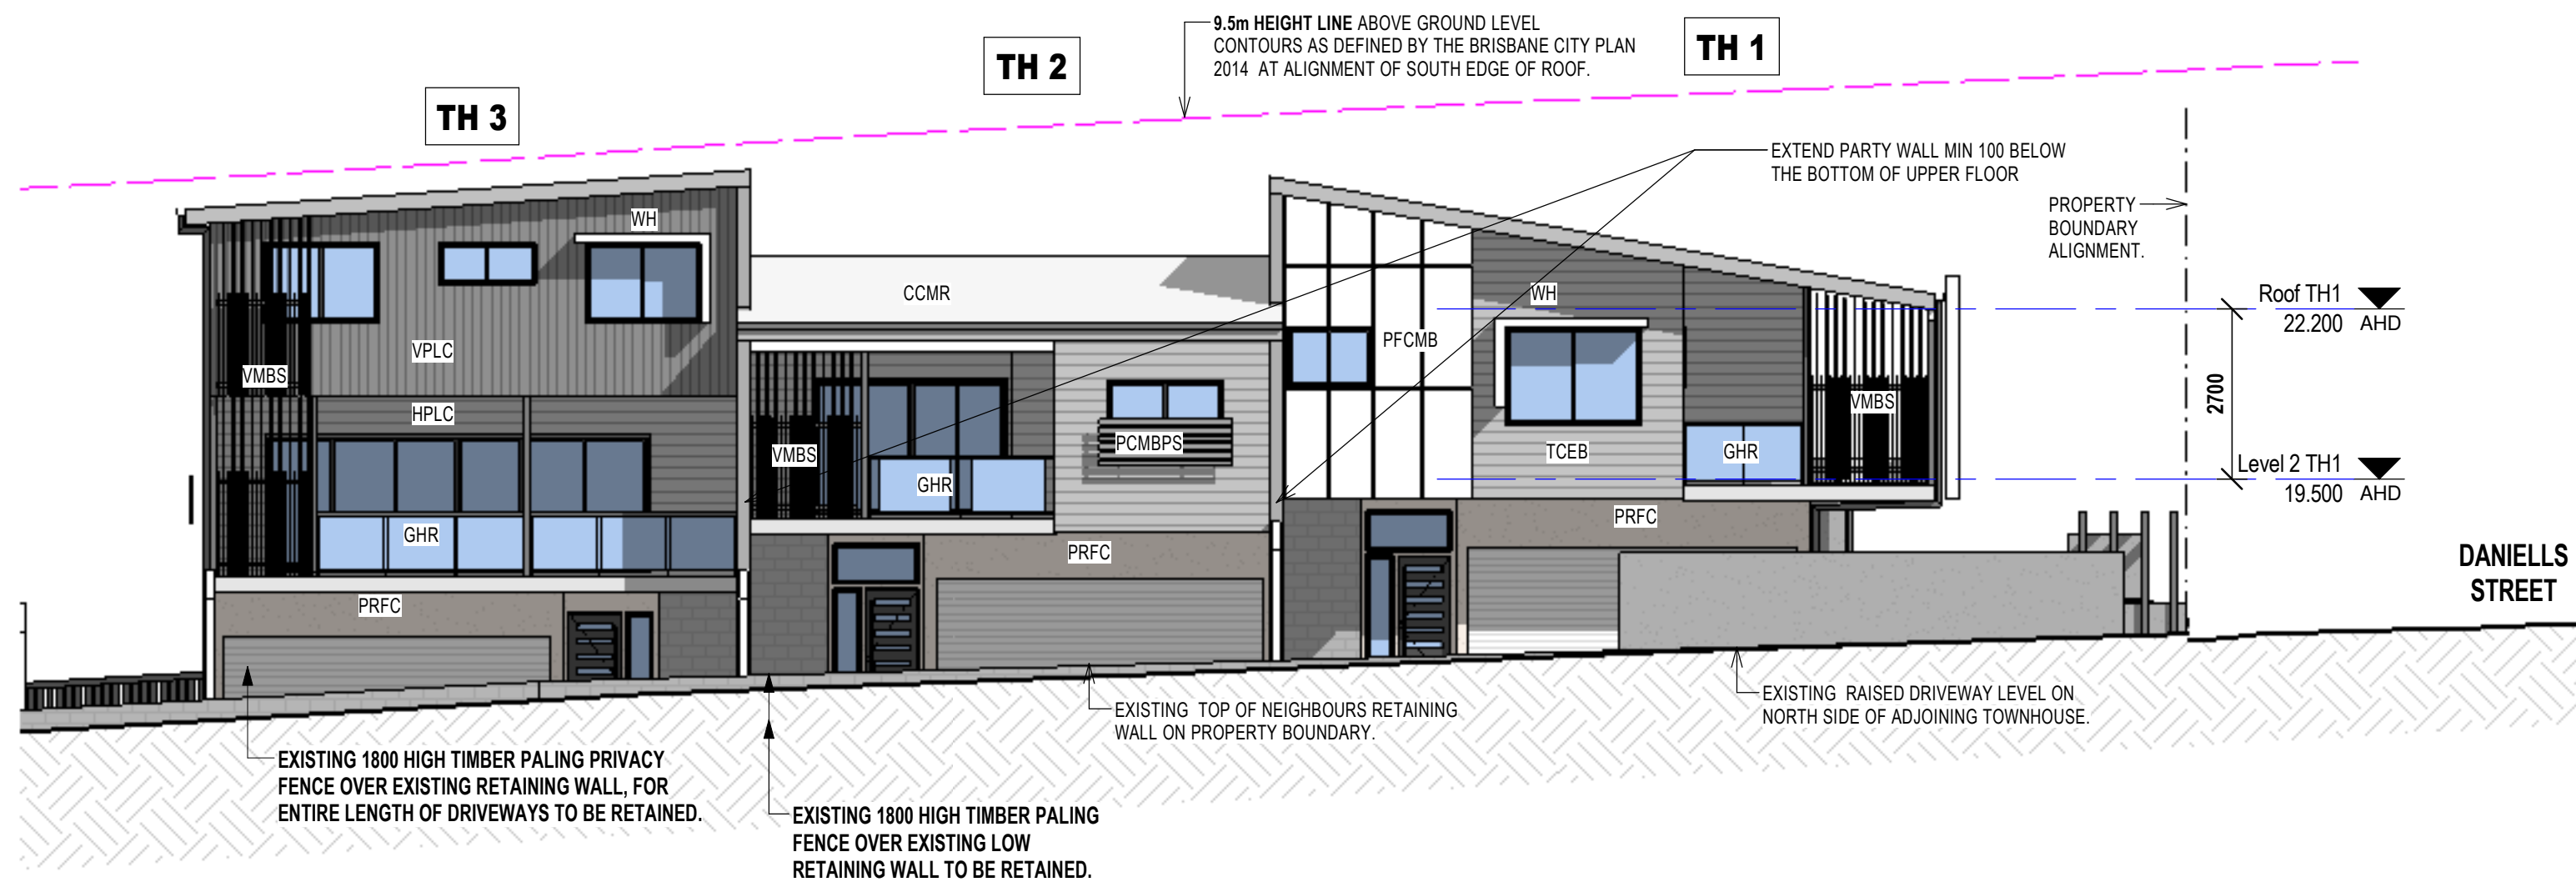 9.5m HEIGHT LINE ABOVE GROUND LEVEL
CONTOURS AS DEFINED BY THE BRISBANE CITY PLAN
2014 AT ALIGNMENT OF SOUTH EDGE OF ROOF.
TH 1
TH 2
TH 3
EXTEND PARTY WALL MIN 100 BELOW
THE BOTTOM OF UPPER FLOOR
PROPERTY
BOUNDARY
ALIGNMENT.
WH
CCMR
WH
Roof TH1
22.200 AHD
PFCMB
VPLC
VMBS
2700
VMBS
HPLC
PCMBPS
VMBS
TCEB
GHR
Level 2 TH1
19.500 AHD
GHR
PRFC
GHR
PRFC
DANIELLS
STREET
PRFC
EXISTING RAISED DRIVEWAY LEVEL ON
NORTH SIDE OF ADJOINING TOWNHOUSE.
EXISTING TOP OF NEIGHBOURS RETAINING
WALL ON PROPERTY BOUNDARY.
EXISTING 1800 HIGH TIMBER PALING PRIVACY
FENCE OVER EXISTING RETAINING WALL, FOR
ENTIRE LENGTH OF DRIVEWAYS TO BE RETAINED.
EXISTING 1800 HIGH TIMBER PALING
FENCE OVER EXISTING LOW
RETAINING WALL TO BE RETAINED.